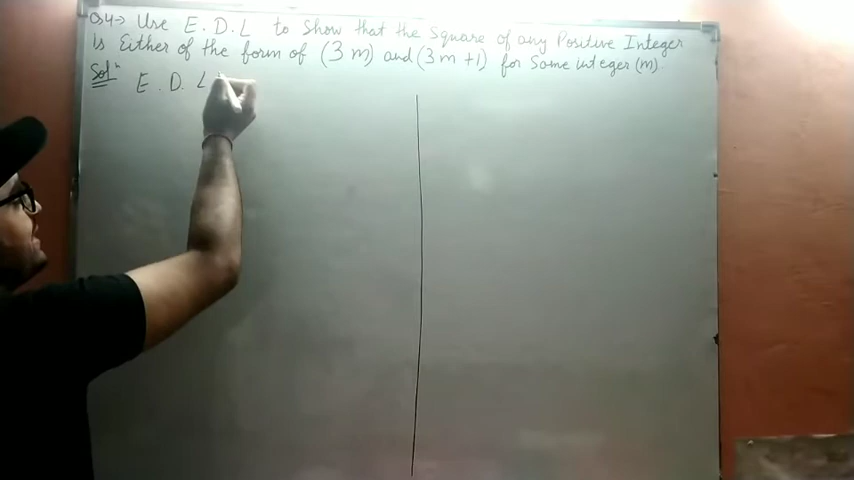 Q4→ Use E.D.L to Show that the Square of any Positive Integer
Is Either of the form of (3m) and (3m+1) for Some integer (m)
Solⁿ E.D.L